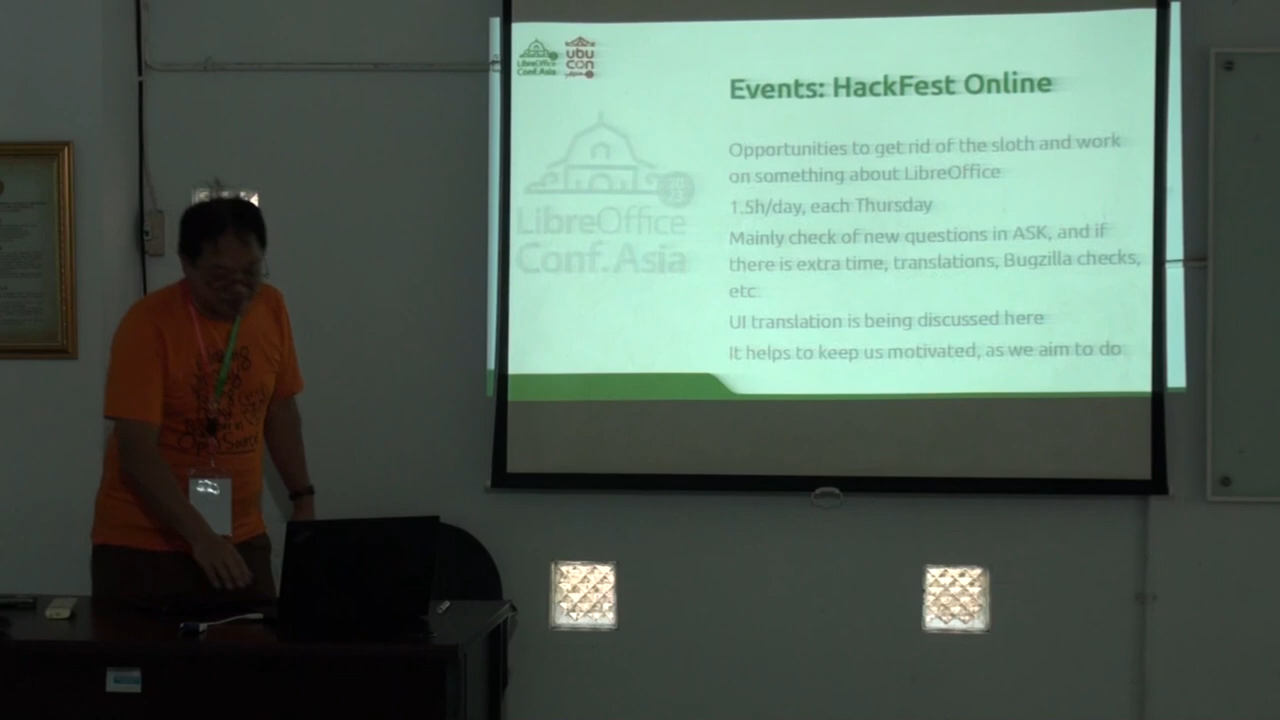 LibreOffice
Conf.Asia
ubu
con
Events: HackFest Online
Opportunities to get rid of the sloth and work
on something about LibreOffice
1.5h/day, each Thursday
Mainly check of new questions in ASK, and if
there is extra time, translations, Bugzilla checks,
etc.
UI translation is being discussed here
It helps to keep us motivated, as we aim to do
LibreOffice
Conf.Asia
Open Source